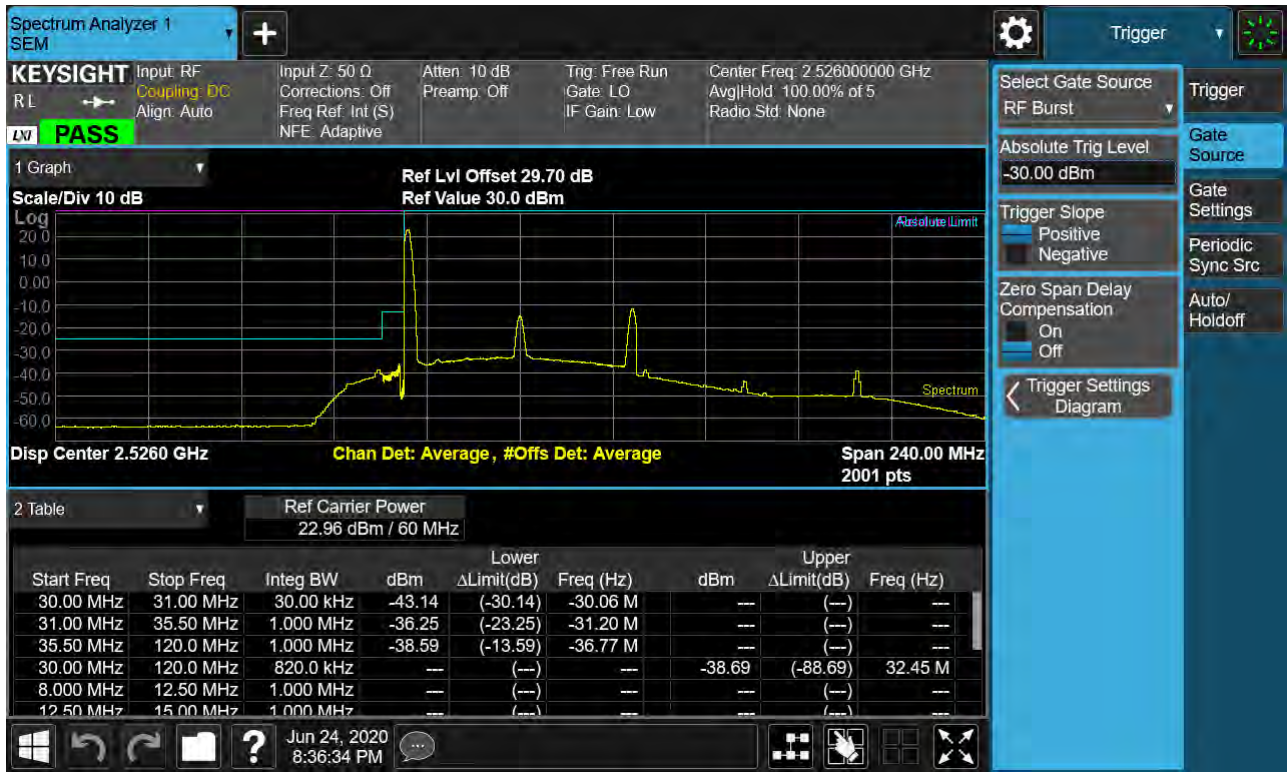 Spectrum Analyzer 1
SEM
Trigger
KEYSIGHT
RL
LXI
PASS
Input: RF
Coupling: DC
Align: Auto
Input Z: 50 Ω
Corrections: Off
Freq Ref: Int (S)
NFE: Adaptive
Atten: 10 dB
Preamp: Off
Trig: Free Run
Gate: LO
IF Gain: Low
Center Freq: 2.526000000 GHz
Avg|Hold: 100.00% of 5
Radio Std: None
1 Graph
Scale/Div 10 dB
Ref Lvl Offset 29.70 dB
Ref Value 30.0 dBm
Log
20.0
10.0
0.00
-10.0
-20.0
-30.0
-40.0
-50.0
-60.0
Absolute Limit
Spectrum
Disp Center 2.5260 GHz
Chan Det: Average, #Offs Det: Average
Span 240.00 MHz
2001 pts
2 Table
Ref Carrier Power
22.96 dBm / 60 MHz
Lower Upper
Start Freq Stop Freq Integ BW dBm ΔLimit(dB) Freq (Hz) dBm ΔLimit(dB) Freq (Hz)
30.00 MHz 31.00 MHz 30.00 kHz -43.14 (-30.14) -30.06 M --- (---) ---
31.00 MHz 35.50 MHz 1.000 MHz -36.25 (-23.25) -31.20 M --- (---) ---
35.50 MHz 120.0 MHz 1.000 MHz -38.59 (-13.59) -36.77 M --- (---) ---
30.00 MHz 120.0 MHz 820.0 kHz --- (---) --- -38.69 (-88.69) 32.45 M
8.000 MHz 12.50 MHz 1.000 MHz --- (---) --- --- (---) ---
12.50 MHz 15.00 MHz 1.000 MHz --- (---) --- --- (---) ---
Select Gate Source
RF Burst
Absolute Trig Level
-30.00 dBm
Trigger Slope
Positive
Negative
Zero Span Delay
Compensation
On
Off
Trigger Settings
Diagram
Trigger
Gate
Source
Gate
Settings
Periodic
Sync Src
Auto/
Holdoff
?
Jun 24, 2020
8:36:34 PM